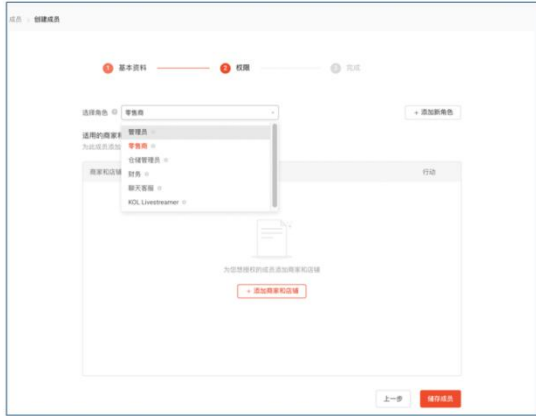 成员 > 创建成员
1 基本资料 2 权限 3 完成
选择角色 零售商 + 添加新角色
适用的商家和
为此成员添加
管理员
零售商
仓储管理员
财务
聊天客服
KOL Livestreamer
商家和店铺 行动
为您想授权的成员添加商家和店铺
+ 添加商家和店铺
上一步 储存成员